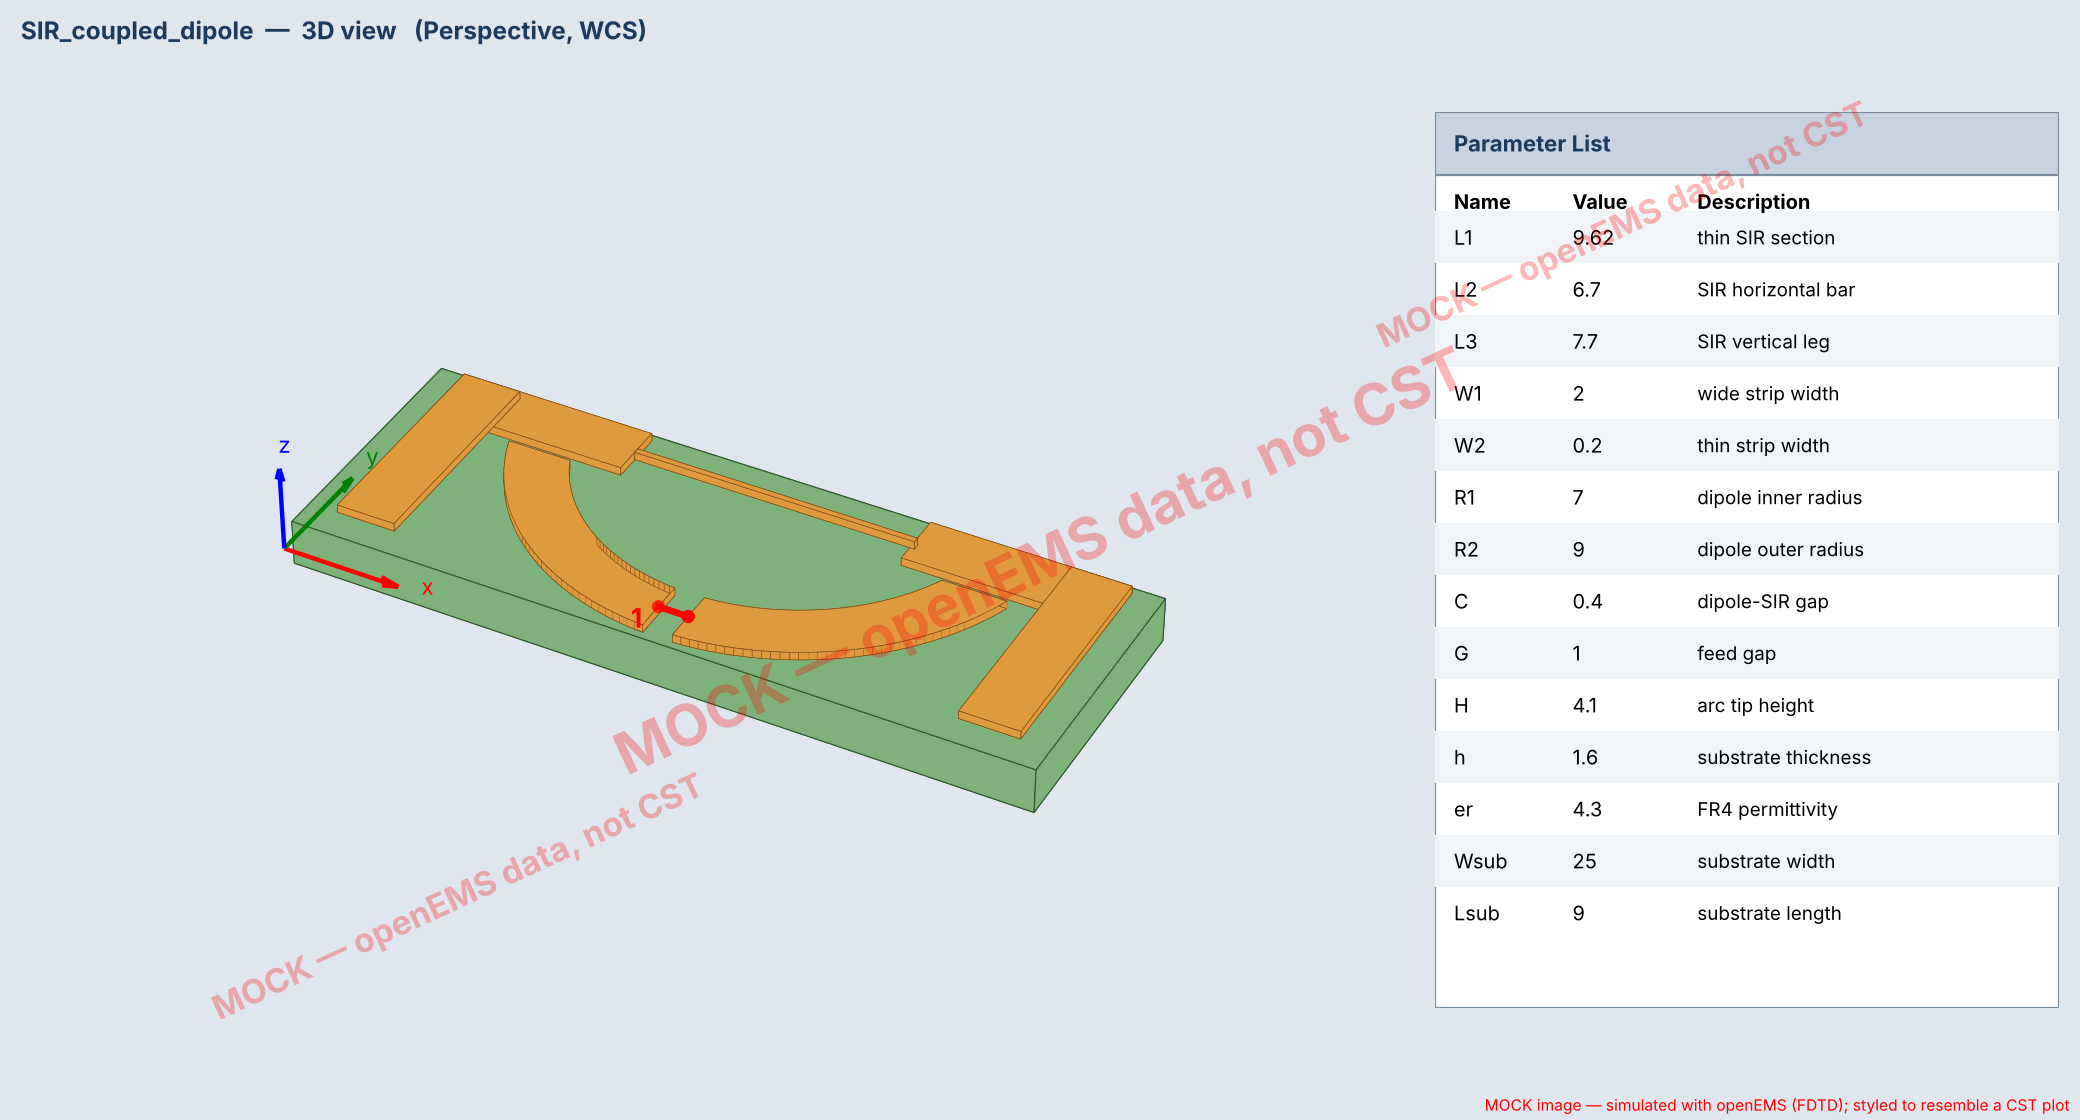 SIR_coupled_dipole — 3D view (Perspective, WCS)
Parameter List
Name Value Description
L1 9.62 thin SIR section
L2 6.7 SIR horizontal bar
L3 7.7 SIR vertical leg
W1 2 wide strip width
W2 0.2 thin strip width
R1 7 dipole inner radius
R2 9 dipole outer radius
C 0.4 dipole-SIR gap
G 1 feed gap
H 4.1 arc tip height
h 1.6 substrate thickness
er 4.3 FR4 permittivity
Wsub 25 substrate width
Lsub 9 substrate length
z
y
x
1
MOCK — openEMS data, not CST
MOCK — openEMS data, not CST
MOCK — openEMS data, not CST
MOCK image — simulated with openEMS (FDTD); styled to resemble a CST plot